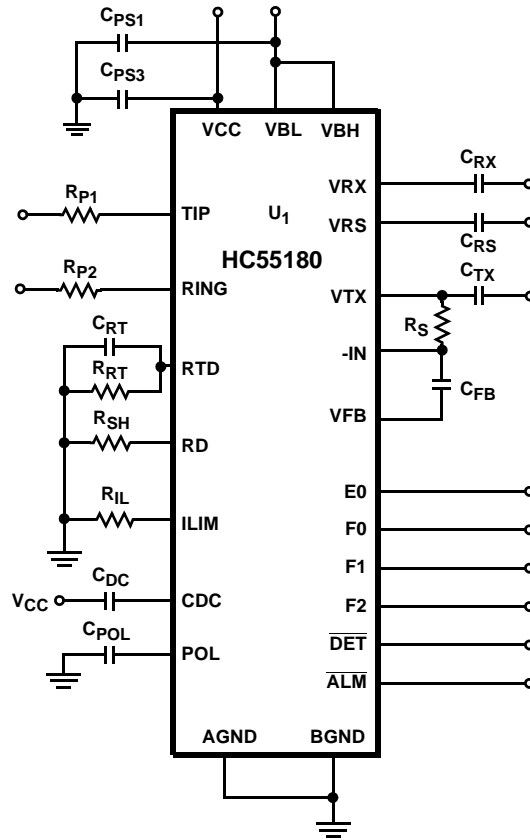 CPS1
CPS3
VCC VBL VBH
RP1
TIP
U1
HC55180
RP2
RING
CRT
RRT
RTD
RSH
RD
RIL
ILIM
CDC
VCC
CDC
CPOL
POL
VRX
CRX
VRS
CRS
CTX
VTX
RS
-IN
CFB
VFB
E0
F0
F1
F2
DET
ALM
AGND BGND